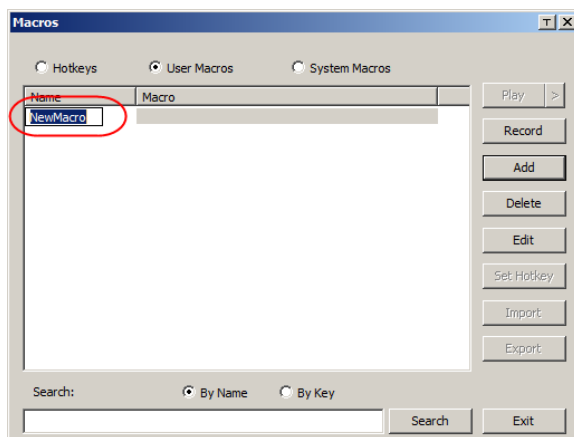 Macros
Hotkeys User Macros System Macros
Name Macro
NewMacro
Play >
Record
Add
Delete
Edit
Set Hotkey
Import
Export
Search: By Name By Key
Search Exit